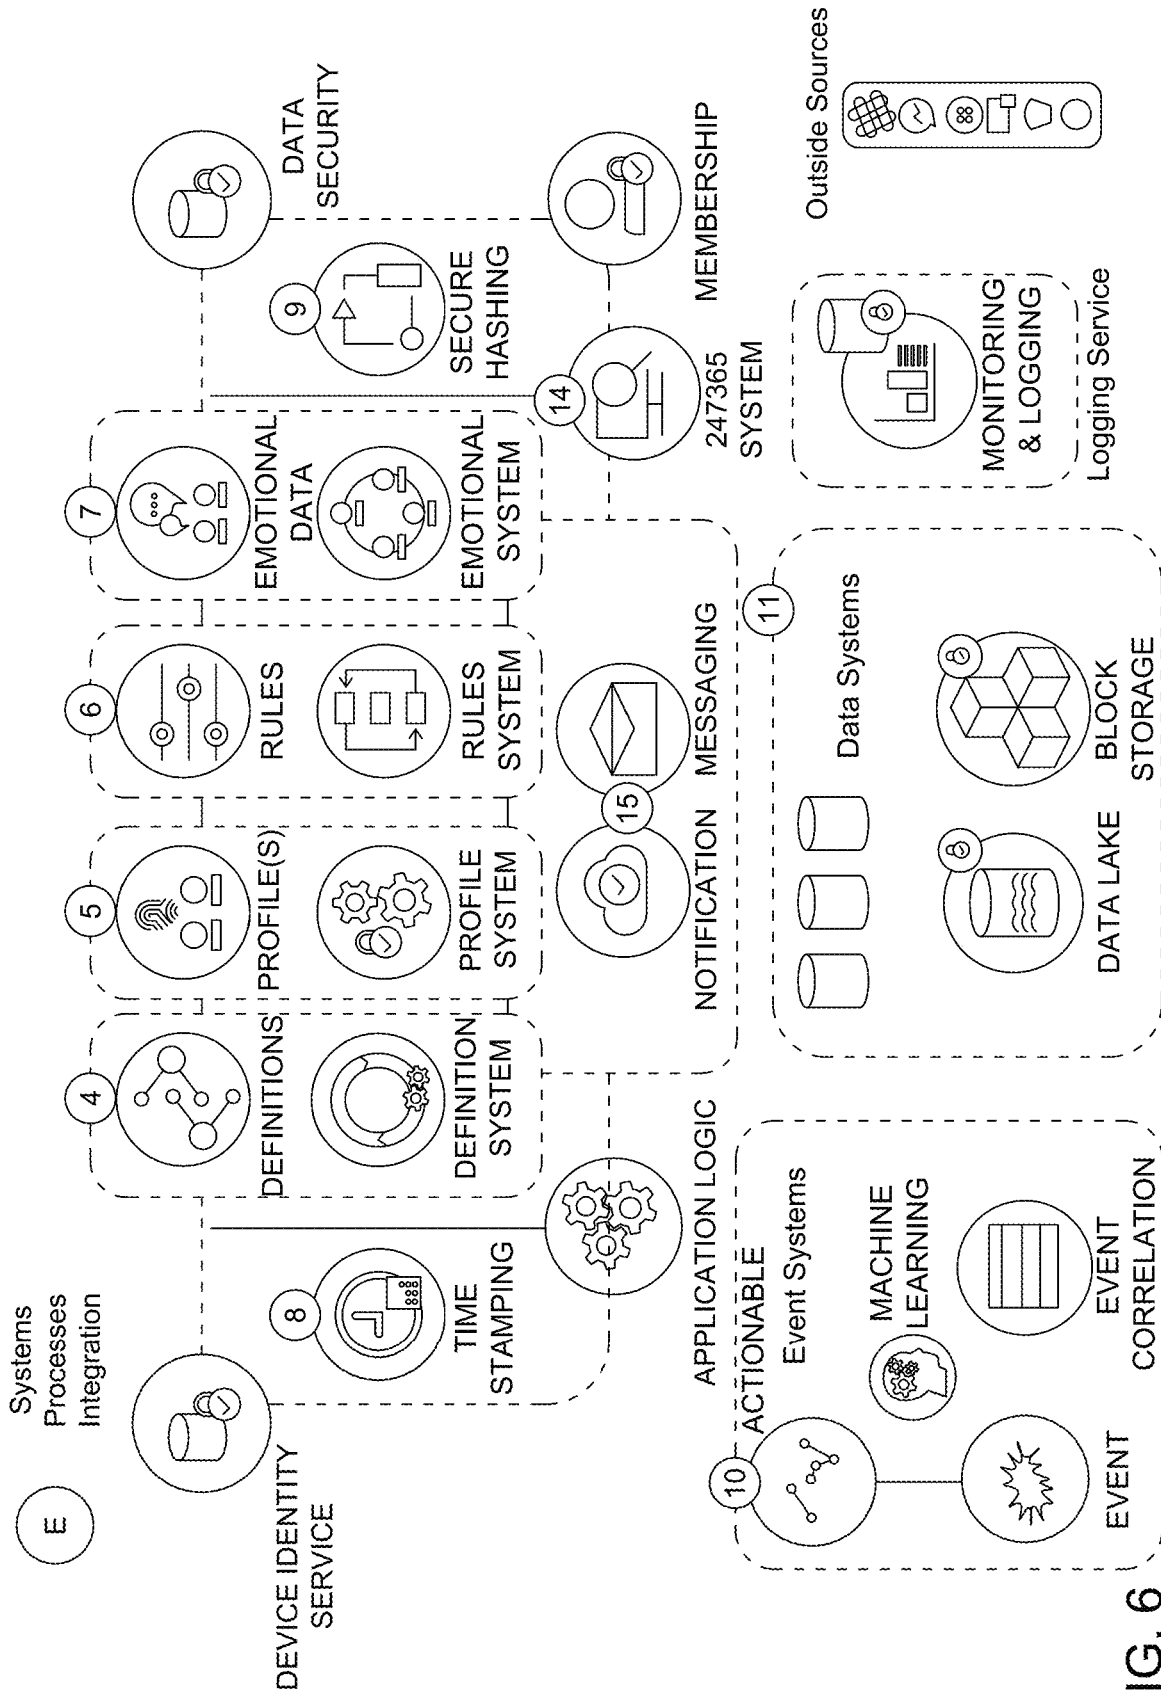 E
Systems
Processes
Integration
DEVICE IDENTITY
SERVICE
4
DEFINITIONS
DEFINITION
SYSTEM
5
PROFILE(S)
PROFILE
SYSTEM
6
RULES
RULES
SYSTEM
7
EMOTIONAL
DATA
EMOTIONAL
SYSTEM
DATA
SECURITY
8
TIME
STAMPING
9
SECURE
HASHING
APPLICATION LOGIC
NOTIFICATION
15
MESSAGING
14
247365
SYSTEM
MEMBERSHIP
10
ACTIONABLE
Event Systems
MACHINE
LEARNING
EVENT
EVENT
CORRELATION
11
Data Systems
DATA LAKE
BLOCK
STORAGE
MONITORING
& LOGGING
Logging Service
Outside Sources
IG. 6